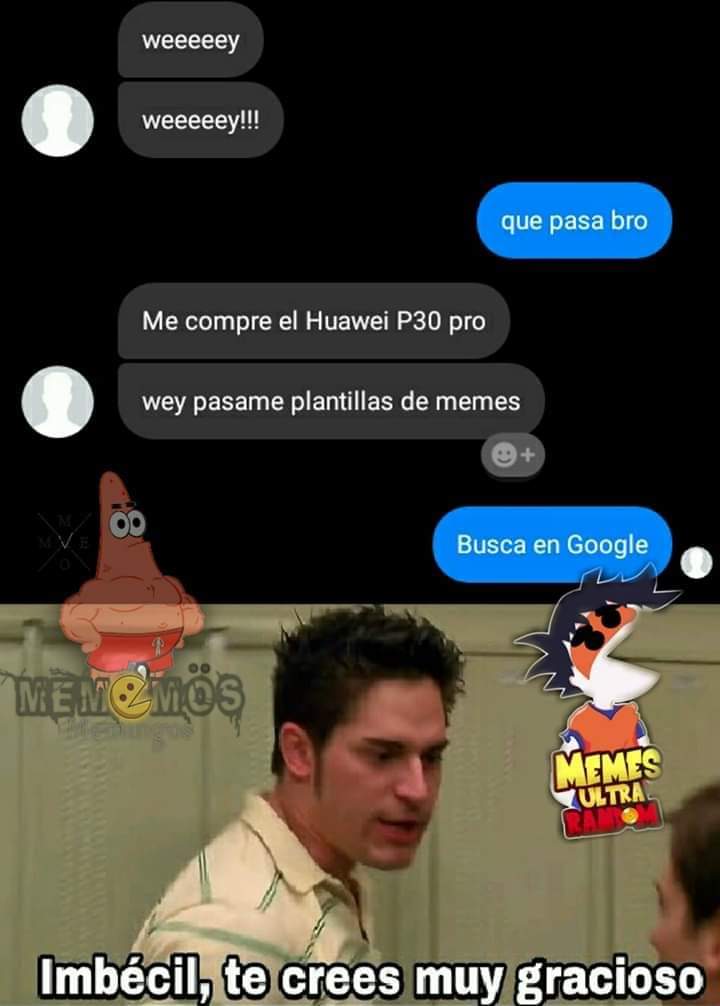 weeeeey
weeeeey!!!
que pasa bro
Me compre el Huawei P30 pro
wey pasame plantillas de memes
Busca en Google
MEMEMÖS
MEMES
ULTRA
RANDOM
Imbécil, te crees muy gracioso